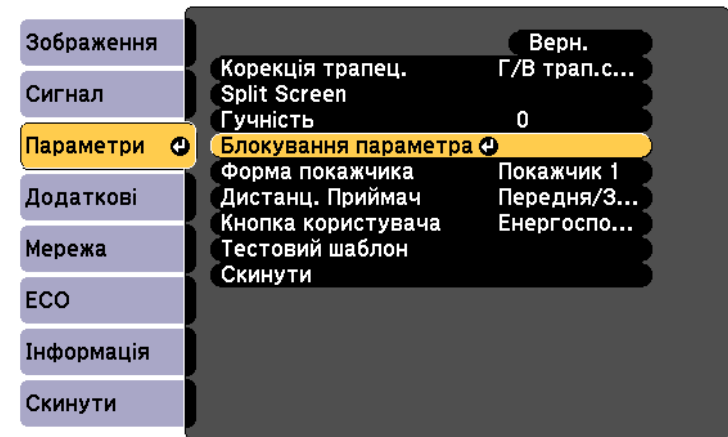 Зображення
Сигнал
Параметри
Додаткові
Мережа
ECO
Інформація
Скинути
Верн.
Корекція трапец. Г/В трап.с...
Split Screen
Гучність 0
Блокування параметра
Форма покажчика Покажчик 1
Дистанц. Приймач Передня/З...
Кнопка користувача Енергоспо...
Тестовий шаблон
Скинути